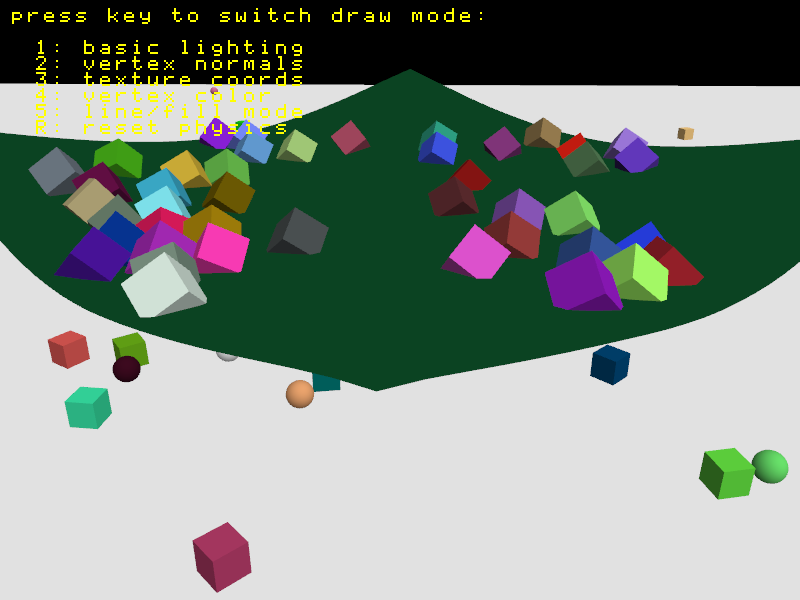 press key to switch draw mode:
1: basic lighting
2: vertex normals
3: texture coords
4: vertex color
5: line/fill mode
R: reset physics